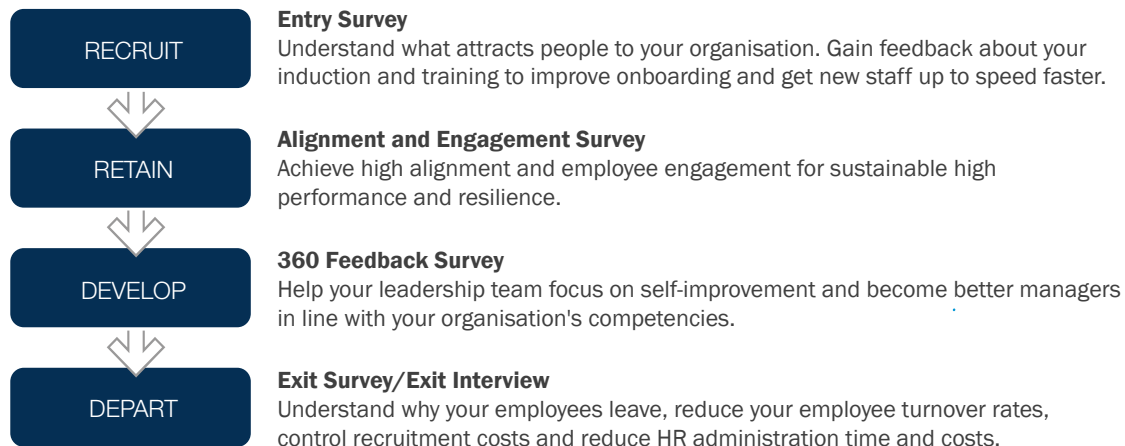 RECRUIT
Entry Survey
Understand what attracts people to your organisation. Gain feedback about your
induction and training to improve onboarding and get new staff up to speed faster.
RETAIN
Alignment and Engagement Survey
Achieve high alignment and employee engagement for sustainable high
performance and resilience.
DEVELOP
360 Feedback Survey
Help your leadership team focus on self-improvement and become better managers
in line with your organisation's competencies.
DEPART
Exit Survey/Exit Interview
Understand why your employees leave, reduce your employee turnover rates,
control recruitment costs and reduce HR administration time and costs.